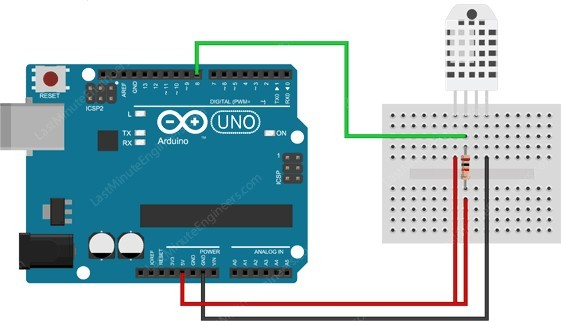 RESET
ICSP2
AREF
GND
13
12
~11
~10
~9
8
7
~6
~5
4
~3
2
TX0 1
RX0 0
DIGITAL (PWM~)
L
TX
RX
Arduino
UNO
ON
1
ICSP
POWER
ANALOG IN
IOREF
RESET
3V3
5V
GND
GND
VIN
A0
A1
A2
A3
A4
A5
LastMinuteEngineers.com